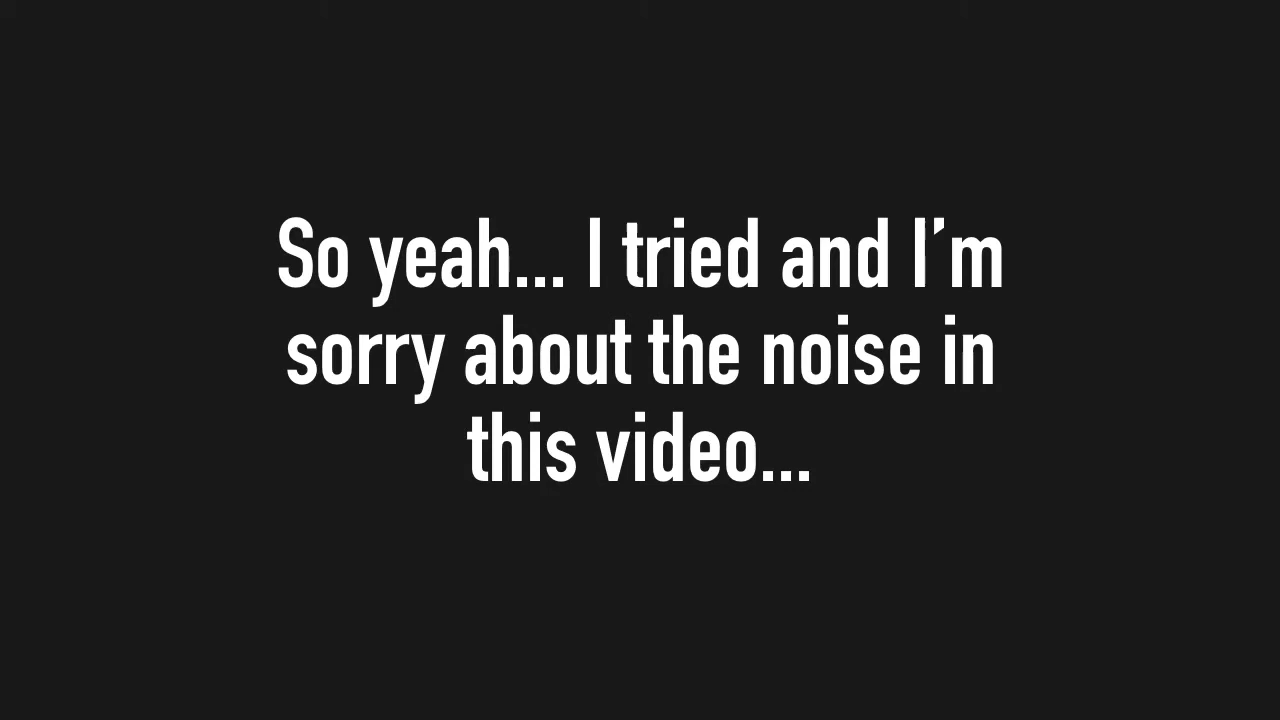 So yeah... I tried and I’m
sorry about the noise in
this video...